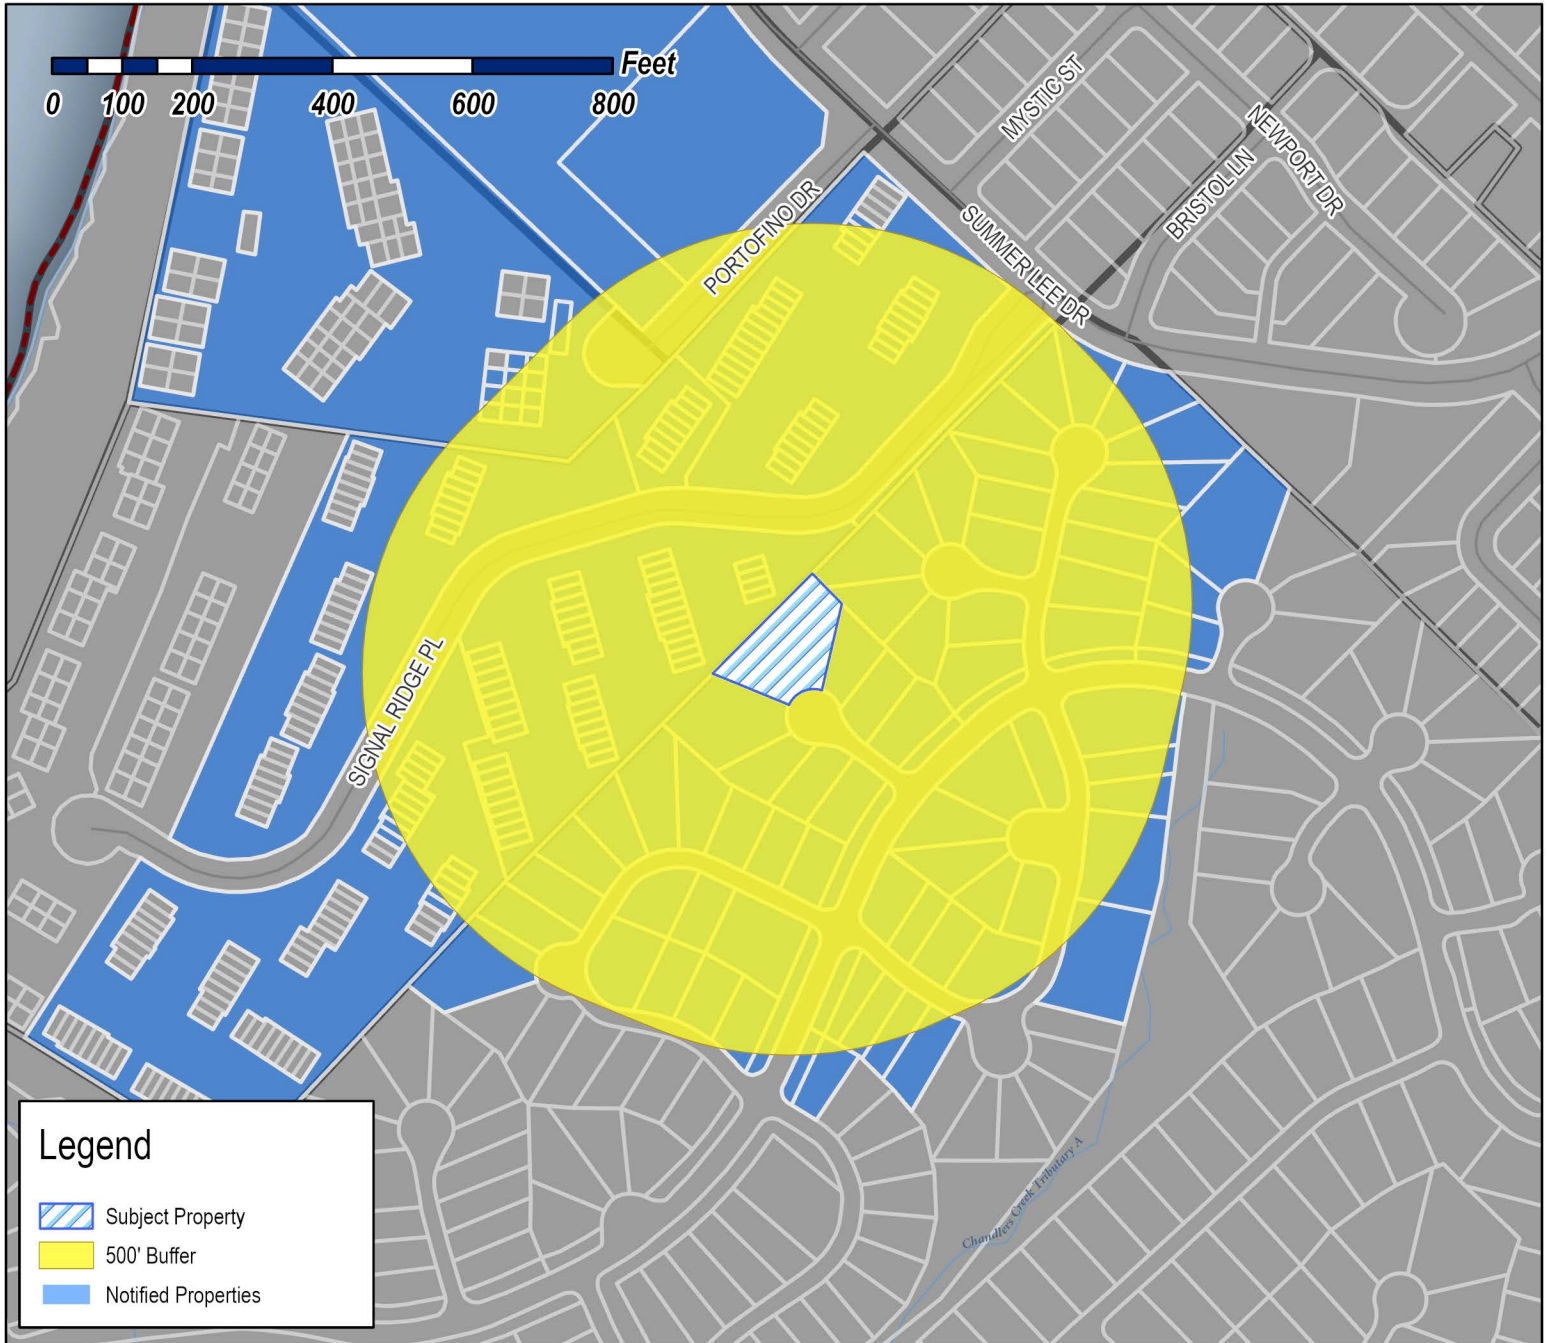 Feet
0 100 200 400 600 800
MYSTIC ST
NEWPORT DR
BRISTOL LN
PORTOFINO DR
SUMMER LEE DR
SIGNAL RIDGE PL
Chandlers Creek Tributary A
Legend
Subject Property
500' Buffer
Notified Properties